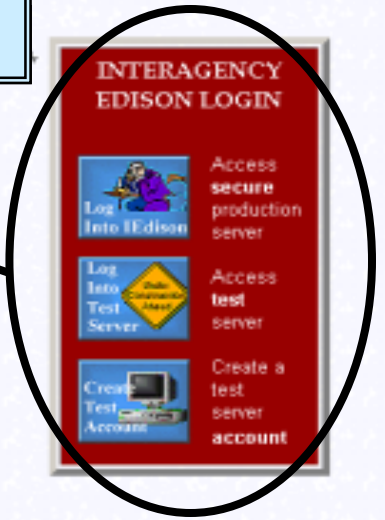 INTERAGENCY
EDISON LOGIN
Log
Into IEdison
Access
secure
production
server
Log
Into
Test
Server
Access
test
server
Create
Test
Account
Create a
test
server
account